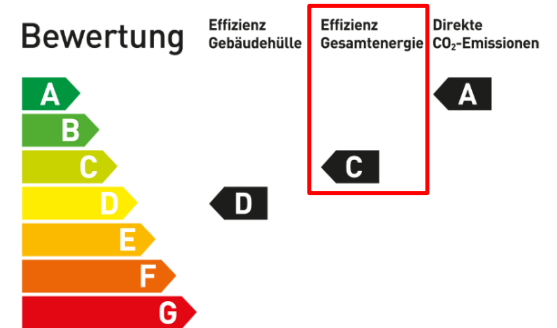 Bewertung
Effizienz
Gebäudehülle
Effizienz
Gesamtenergie
Direkte
CO₂-Emissionen
A
A
B
C
C
D
D
E
F
G